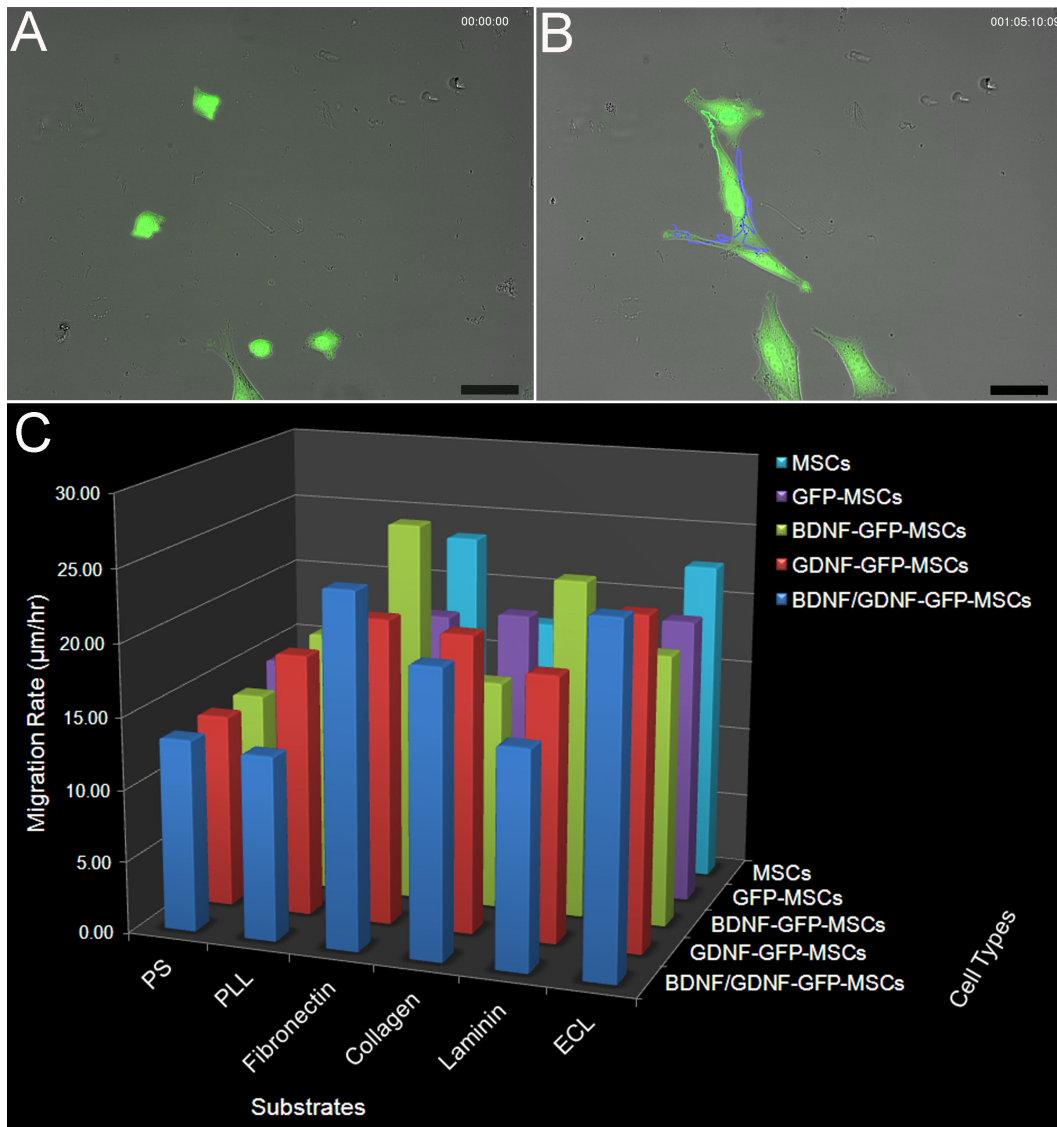 A
00:00:00
B
001:05:10:09
C
30.00
25.00
20.00
15.00
10.00
5.00
0.00
Migration Rate (µm/hr)
MSCs
GFP-MSCs
BDNF-GFP-MSCs
GDNF-GFP-MSCs
BDNF/GDNF-GFP-MSCs
MSCs
GFP-MSCs
BDNF-GFP-MSCs
GDNF-GFP-MSCs
BDNF/GDNF-GFP-MSCs
Cell Types
PS
PLL
Fibronectin
Collagen
Laminin
ECL
Substrates